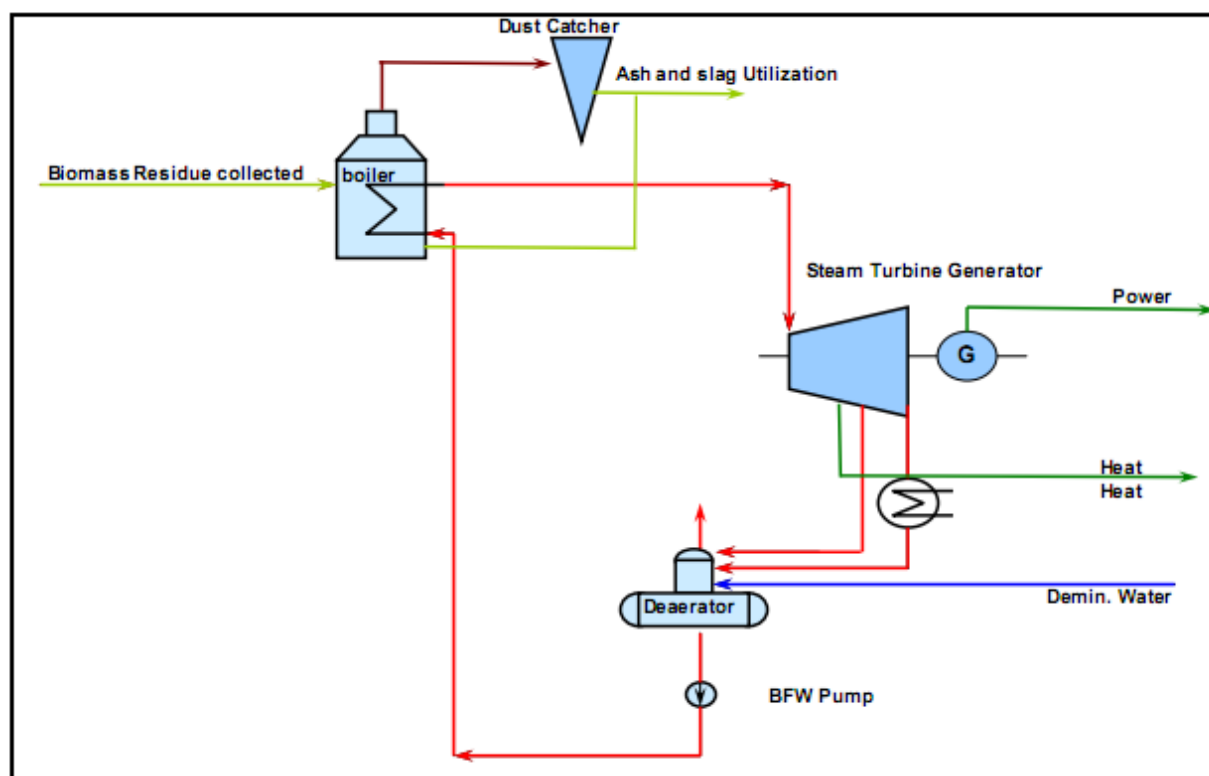 Dust Catcher
Ash and slag Utilization
Biomass Residue collected
boiler
Steam Turbine Generator
Power
G
Heat
Heat
Deaerator
Demin. Water
BFW Pump